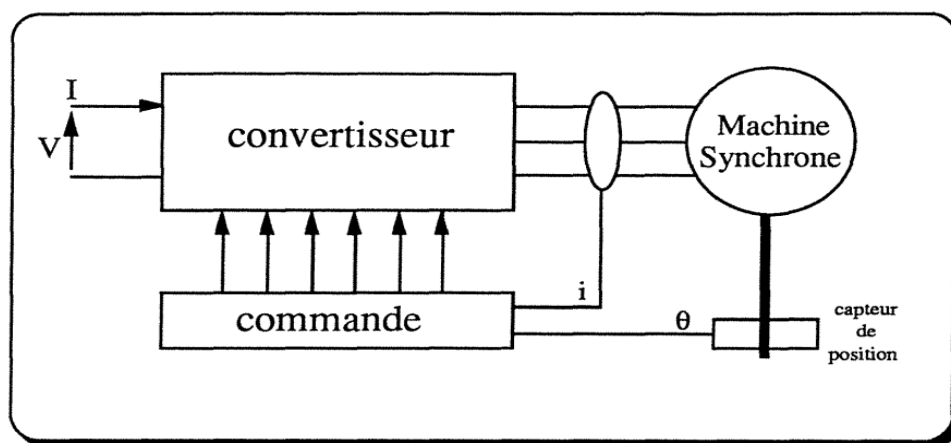 I
V
convertisseur
Machine
Synchrone
commande
i
θ
capteur
de
position